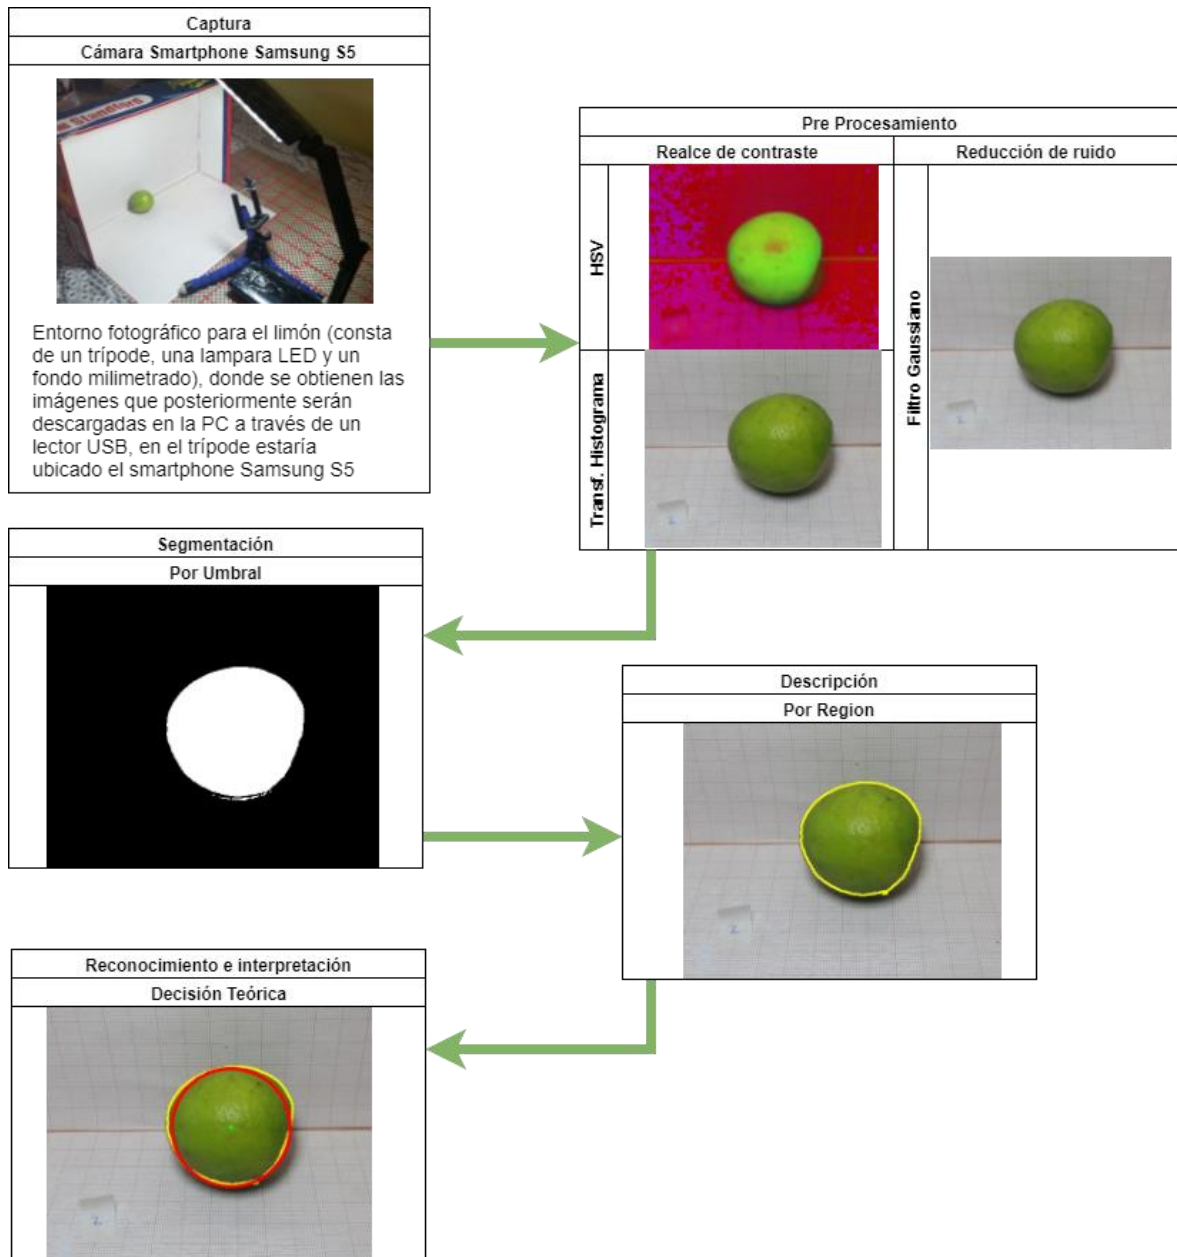 Captura
Cámara Smartphone Samsung S5
Standford
Entorno fotográfico para el limón (consta
de un trípode, una lampara LED y un
fondo milimetrado), donde se obtienen las
imágenes que posteriormente serán
descargadas en la PC a través de un
lector USB, en el trípode estaría
ubicado el smartphone Samsung S5
Pre Procesamiento
Realce de contraste
Reducción de ruido
HSV
Transf. Histograma
Filtro Gaussiano
Segmentación
Por Umbral
Descripción
Por Region
2
Reconocimiento e interpretación
Decisión Teórica
2